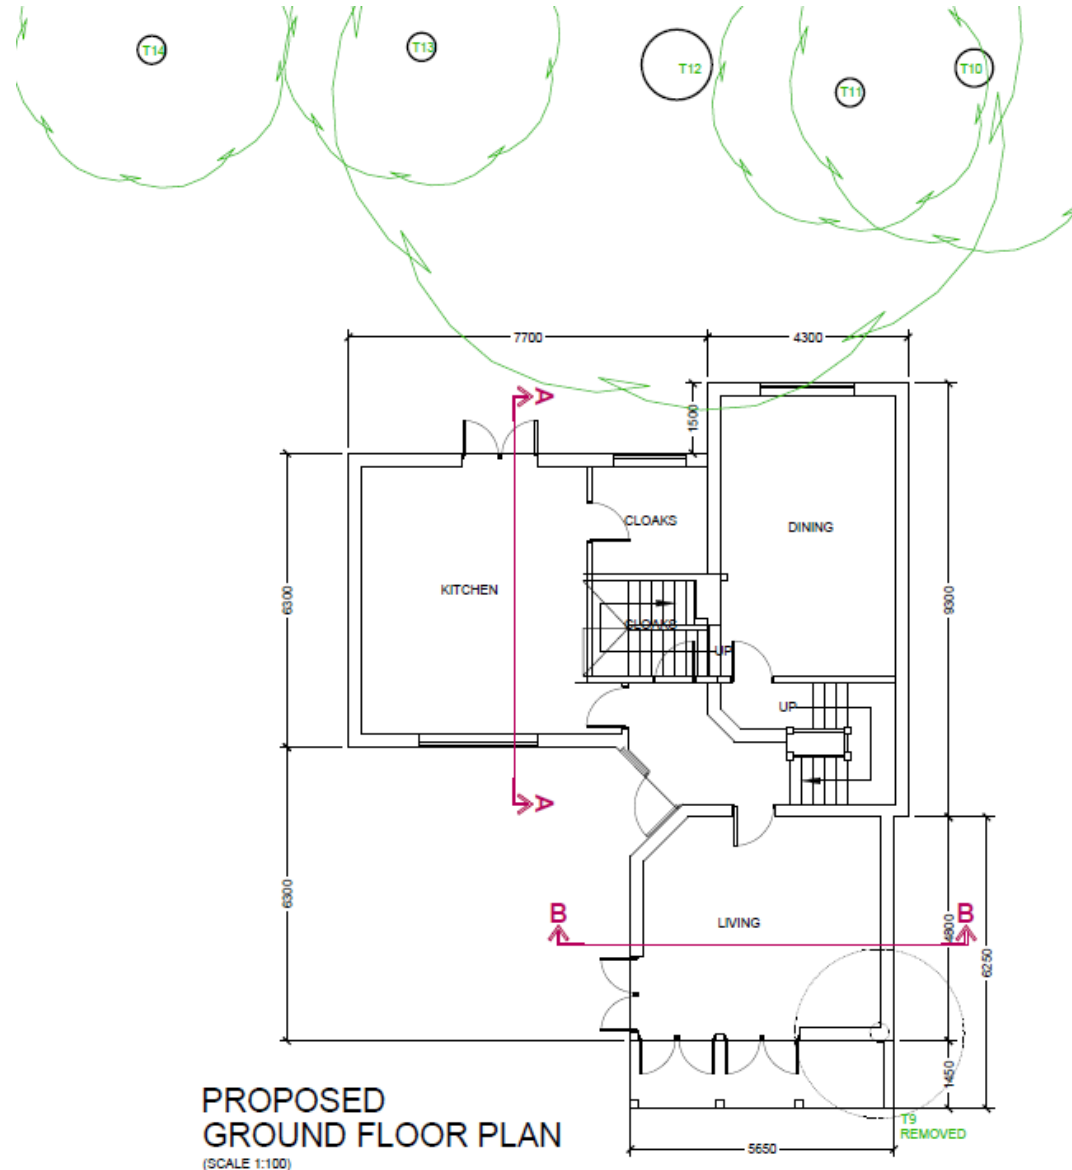 T14
T13
T12
T11
T10
7700
4300
A
1500
CLOAKS
DINING
KITCHEN
6300
9300
CLOAKS
UP
UP
A
6300
B
LIVING
B
4800
6250
1450
PROPOSED
GROUND FLOOR PLAN
(SCALE 1:100)
T9
REMOVED
5650